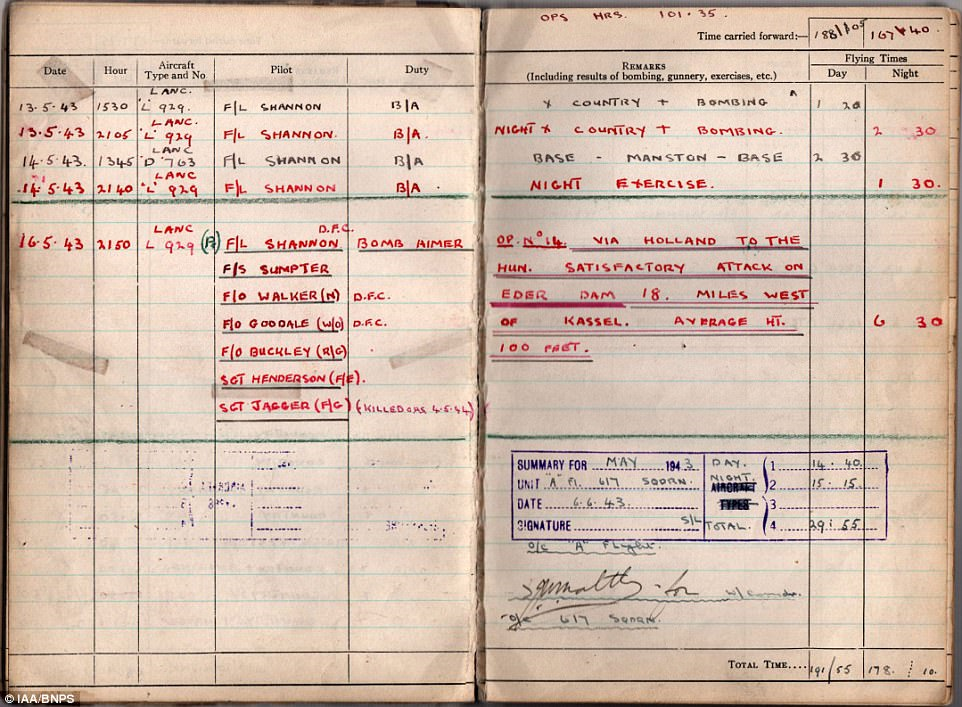 OPS HRS. 101.35.
Time carried forward:— 188/05 167 40.
Date Hour Aircraft Type and No Pilot Duty REMARKS (Including results of bombing, gunnery, exercises, etc.) Flying Times Day Night
LANC.
13.5.43 1530 'L' 929. F/L SHANNON B/A X COUNTRY + BOMBING 1 20
LANC.
13.5.43 2105 'L' 929 F/L SHANNON. B/A. NIGHT X COUNTRY + BOMBING. 2 30
LANC
14.5.43. 1345 'D' 763 F/L SHANNON B/A BASE - MANSTON - BASE 2 30
LANC
14.5.43 2140 'L' 929 F/L SHANNON B/A NIGHT EXERCISE. 1 30.
LANC D.F.C.
16.5.43 2150 L 929 F/L SHANNON BOMB AIMER OP. No 14. VIA HOLLAND TO THE
F/S SUMPTER HUN. SATISFACTORY ATTACK ON
F/O WALKER (N) D.F.C. EDER DAM 18. MILES WEST
F/O GOODALE (W/O) D.F.C. OF KASSEL. AVERAGE HT. 6 30
F/O BUCKLEY (R/G) 100 FEET.
SGT HENDERSON (F/E).
SGT JAGGER (F/G) (KILLED 4.5.44)
SUMMARY FOR MAY 1943 DAY. 1 14.40.
UNIT "A" Fl. 617 SQDRN. NIGHT. AIRCRAFT 2 15.15.
DATE 6.6.43. TYPES 3
SIGNATURE S/L TOTAL. 4 29:55
o/c "A" Flight.
for W/Comdr.
o/c 617 SQDRN.
TOTAL TIME.... 191/55 178. 10.
© IAA/BNPS